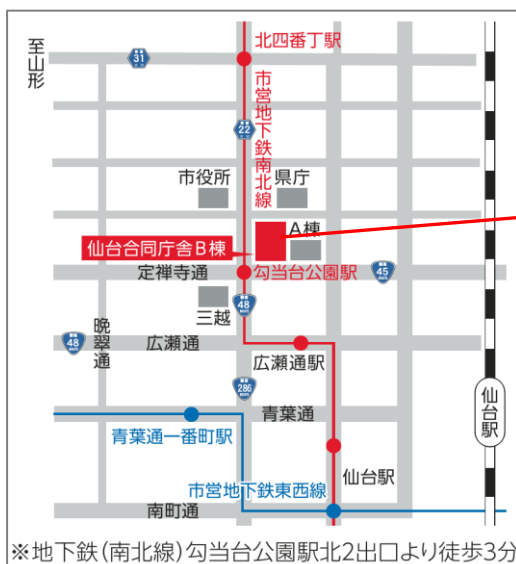 至山形
31
北四番丁駅
市営地下鉄南北線
22
市役所
県庁
A棟
仙台合同庁舎B棟
定禅寺通
勾当台公園駅
45
三越
48
晩翠通
48
広瀬通
広瀬通駅
286
青葉通
仙台駅
青葉通一番町駅
仙台駅
市営地下鉄東西線
南町通
※地下鉄(南北線)勾当台公園駅北2出口より徒歩3分